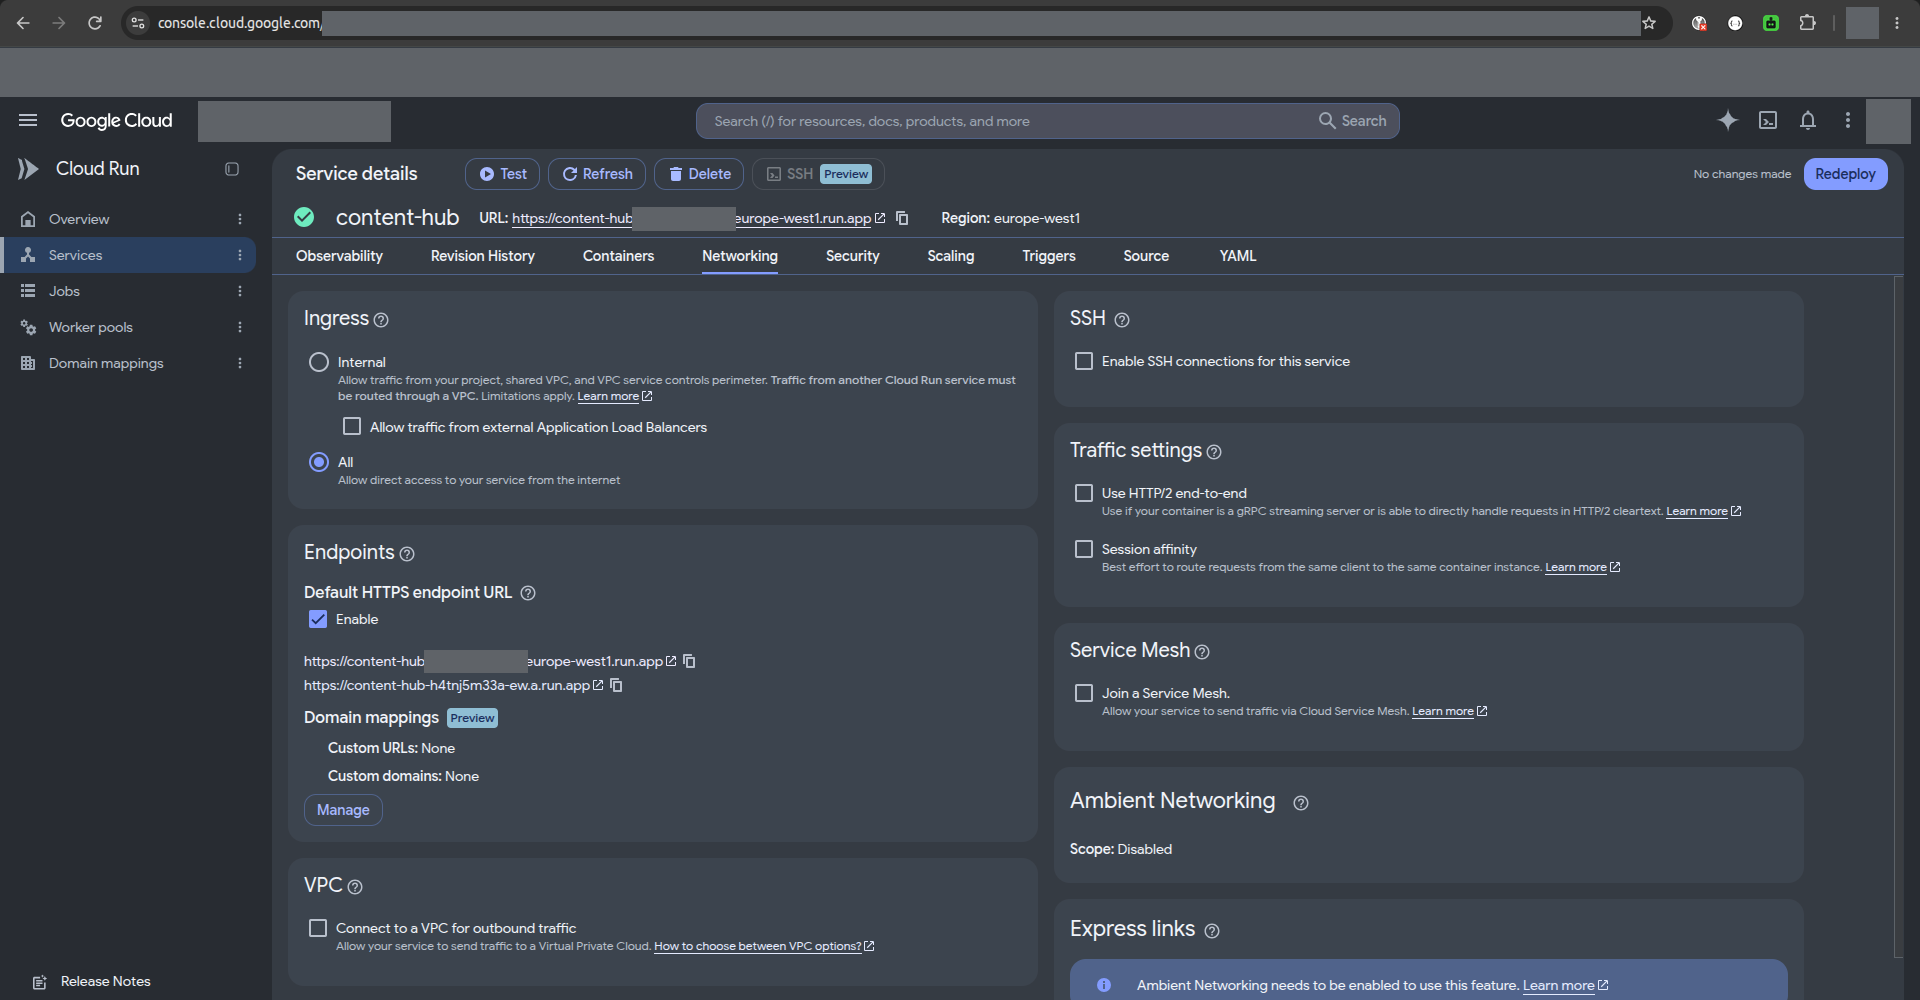 console.cloud.google.com/
Google Cloud
Search (/) for resources, docs, products, and more
Search
Cloud Run
Service details
Test
Refresh
Delete
SSH Preview
No changes made
Redeploy
content-hub
URL: https://content-hub europe-west1.run.app
Region: europe-west1
Overview
Services
Jobs
Worker pools
Domain mappings
Release Notes
Observability
Revision History
Containers
Networking
Security
Scaling
Triggers
Source
YAML
Ingress
Internal
Allow traffic from your project, shared VPC, and VPC service controls perimeter. Traffic from another Cloud Run service must
be routed through a VPC. Limitations apply. Learn more
Allow traffic from external Application Load Balancers
All
Allow direct access to your service from the internet
Endpoints
Default HTTPS endpoint URL
Enable
https://content-hub europe-west1.run.app
https://content-hub-h4tnj5m33a-ew.a.run.app
Domain mappings Preview
Custom URLs: None
Custom domains: None
Manage
VPC
Connect to a VPC for outbound traffic
Allow your service to send traffic to a Virtual Private Cloud. How to choose between VPC options?
SSH
Enable SSH connections for this service
Traffic settings
Use HTTP/2 end-to-end
Use if your container is a gRPC streaming server or is able to directly handle requests in HTTP/2 cleartext. Learn more
Session affinity
Best effort to route requests from the same client to the same container instance. Learn more
Service Mesh
Join a Service Mesh.
Allow your service to send traffic via Cloud Service Mesh. Learn more
Ambient Networking
Scope: Disabled
Express links
Ambient Networking needs to be enabled to use this feature. Learn more